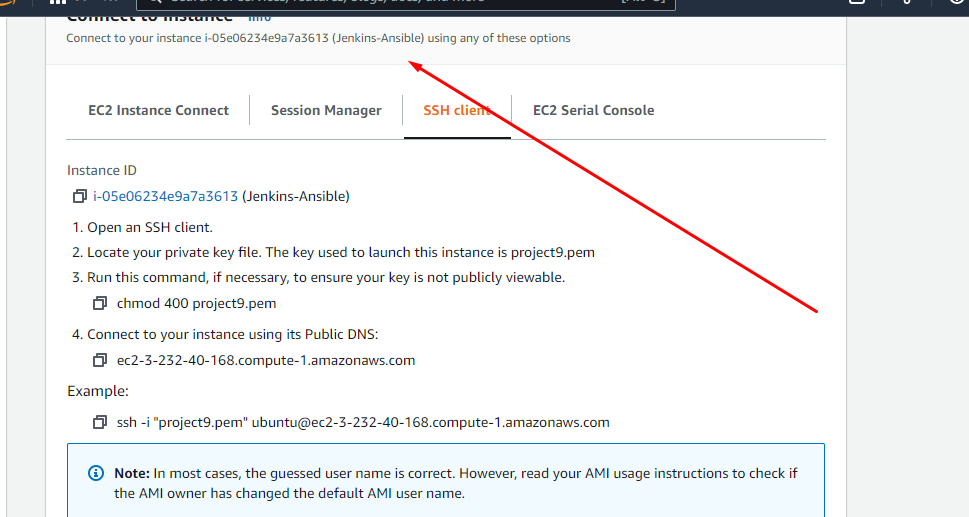 Connect to instance Info
Connect to your instance i-05e06234e9a7a3613 (Jenkins-Ansible) using any of these options
EC2 Instance Connect
Session Manager
SSH client
EC2 Serial Console
Instance ID
i-05e06234e9a7a3613 (Jenkins-Ansible)
1. Open an SSH client.
2. Locate your private key file. The key used to launch this instance is project9.pem
3. Run this command, if necessary, to ensure your key is not publicly viewable.
chmod 400 project9.pem
4. Connect to your instance using its Public DNS:
ec2-3-232-40-168.compute-1.amazonaws.com
Example:
ssh -i "project9.pem" ubuntu@ec2-3-232-40-168.compute-1.amazonaws.com
Note: In most cases, the guessed user name is correct. However, read your AMI usage instructions to check if
the AMI owner has changed the default AMI user name.